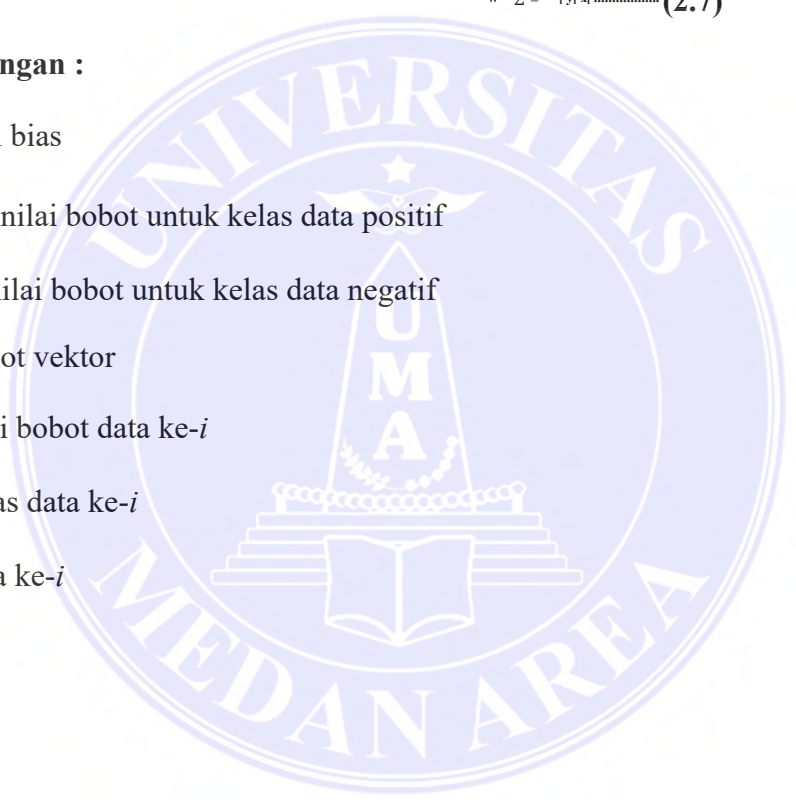 (2.7)
ngan :
bias
nilai bobot untuk kelas data positif
ilai bobot untuk kelas data negatif
ot vektor
i bobot data ke-i
as data ke-i
a ke-i
UNIVERSITAS
UMA
MEDAN AREA